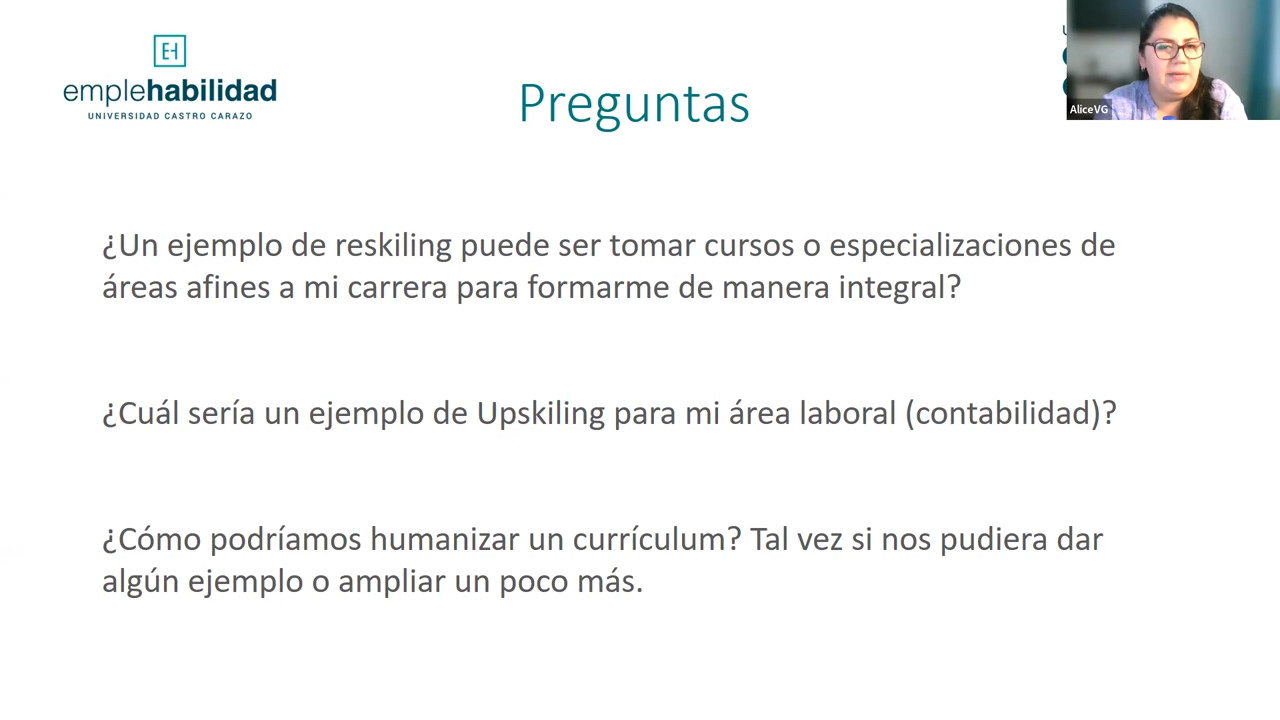 EH
emplehabilidad
UNIVERSIDAD CASTRO CARAZO
Preguntas
AliceVG
¿Un ejemplo de reskiling puede ser tomar cursos o especializaciones de
áreas afines a mi carrera para formarme de manera integral?
¿Cuál sería un ejemplo de Upskiling para mi área laboral (contabilidad)?
¿Cómo podríamos humanizar un currículum? Tal vez si nos pudiera dar
algún ejemplo o ampliar un poco más.